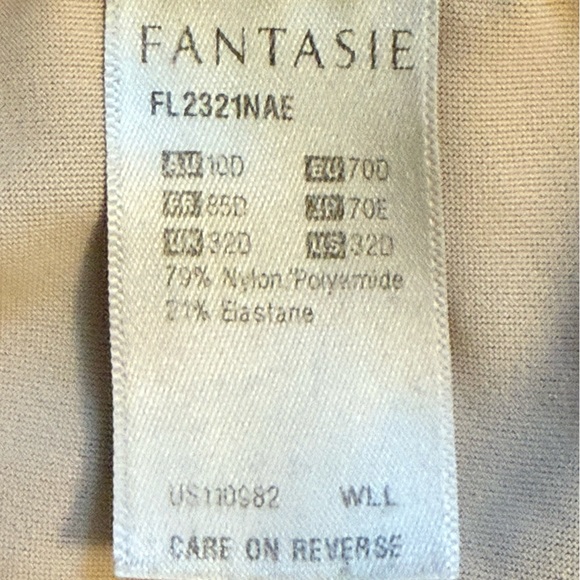 FANTASIE
FL2321NAE
AU 10D EU 70D
FR 85D JP 70E
UK 32D US 32D
79% Nylon/Polyamide
21% Elastane
US110982 WLL
CARE ON REVERSE